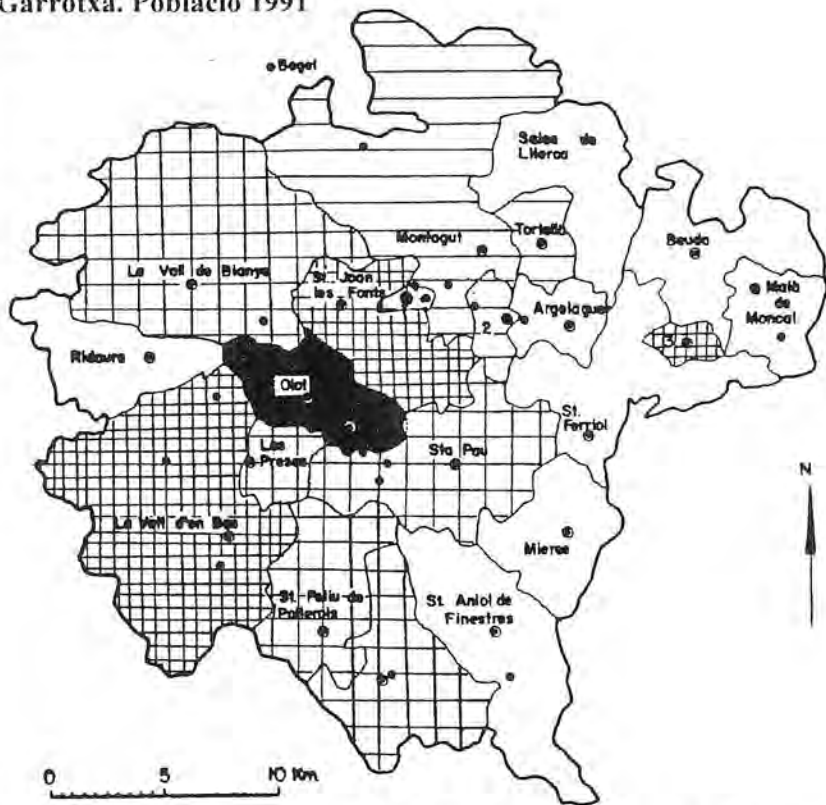 Garrotxa. Població 1991
Beget
Sales de
Llierca
Montagut
Tortellà
Beuda
La Vall de Bianya
St. Joan
les Fonts
Maià
de
Moncal
2
Argelaguer
3
Riudaura
Olot
St.
Ferriol
Les
Preses
Sta Pau
N
La Vall d'en Bas
Mieres
St. Feliu de
Pallerols
St. Aniol de
Finestres
0 5 10 Km